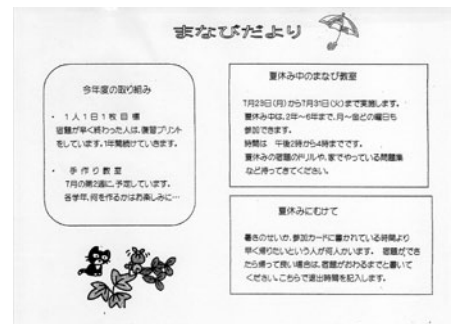 まなびだより
今年度の取り組み
・ 1人1日1枚目標
宿題が早く終わった人は、復習プリント
をしています。1年間続けていきます。
・ 手作り教室
7月の第2週に、予定しています。
各学年、何を作るかはお楽しみに…
夏休み中のまなび教室
7月23日(月)から7月31日(火)まで実施します。
夏休み中は、2年～6年まで、月～金どの曜日も
参加できます。
時間は 午後2時から4時までです。
夏休みの宿題のドリルや、家でやっている問題集
など持ってきてください。
夏休みにむけて
暑さのせいか、参加カードに書かれている時間より
早く帰りたいという人が何人かいます。 宿題ができ
たら帰って良い場合は、宿題がおわるまでと書いて
ください。こちらで退出時間を記入します。